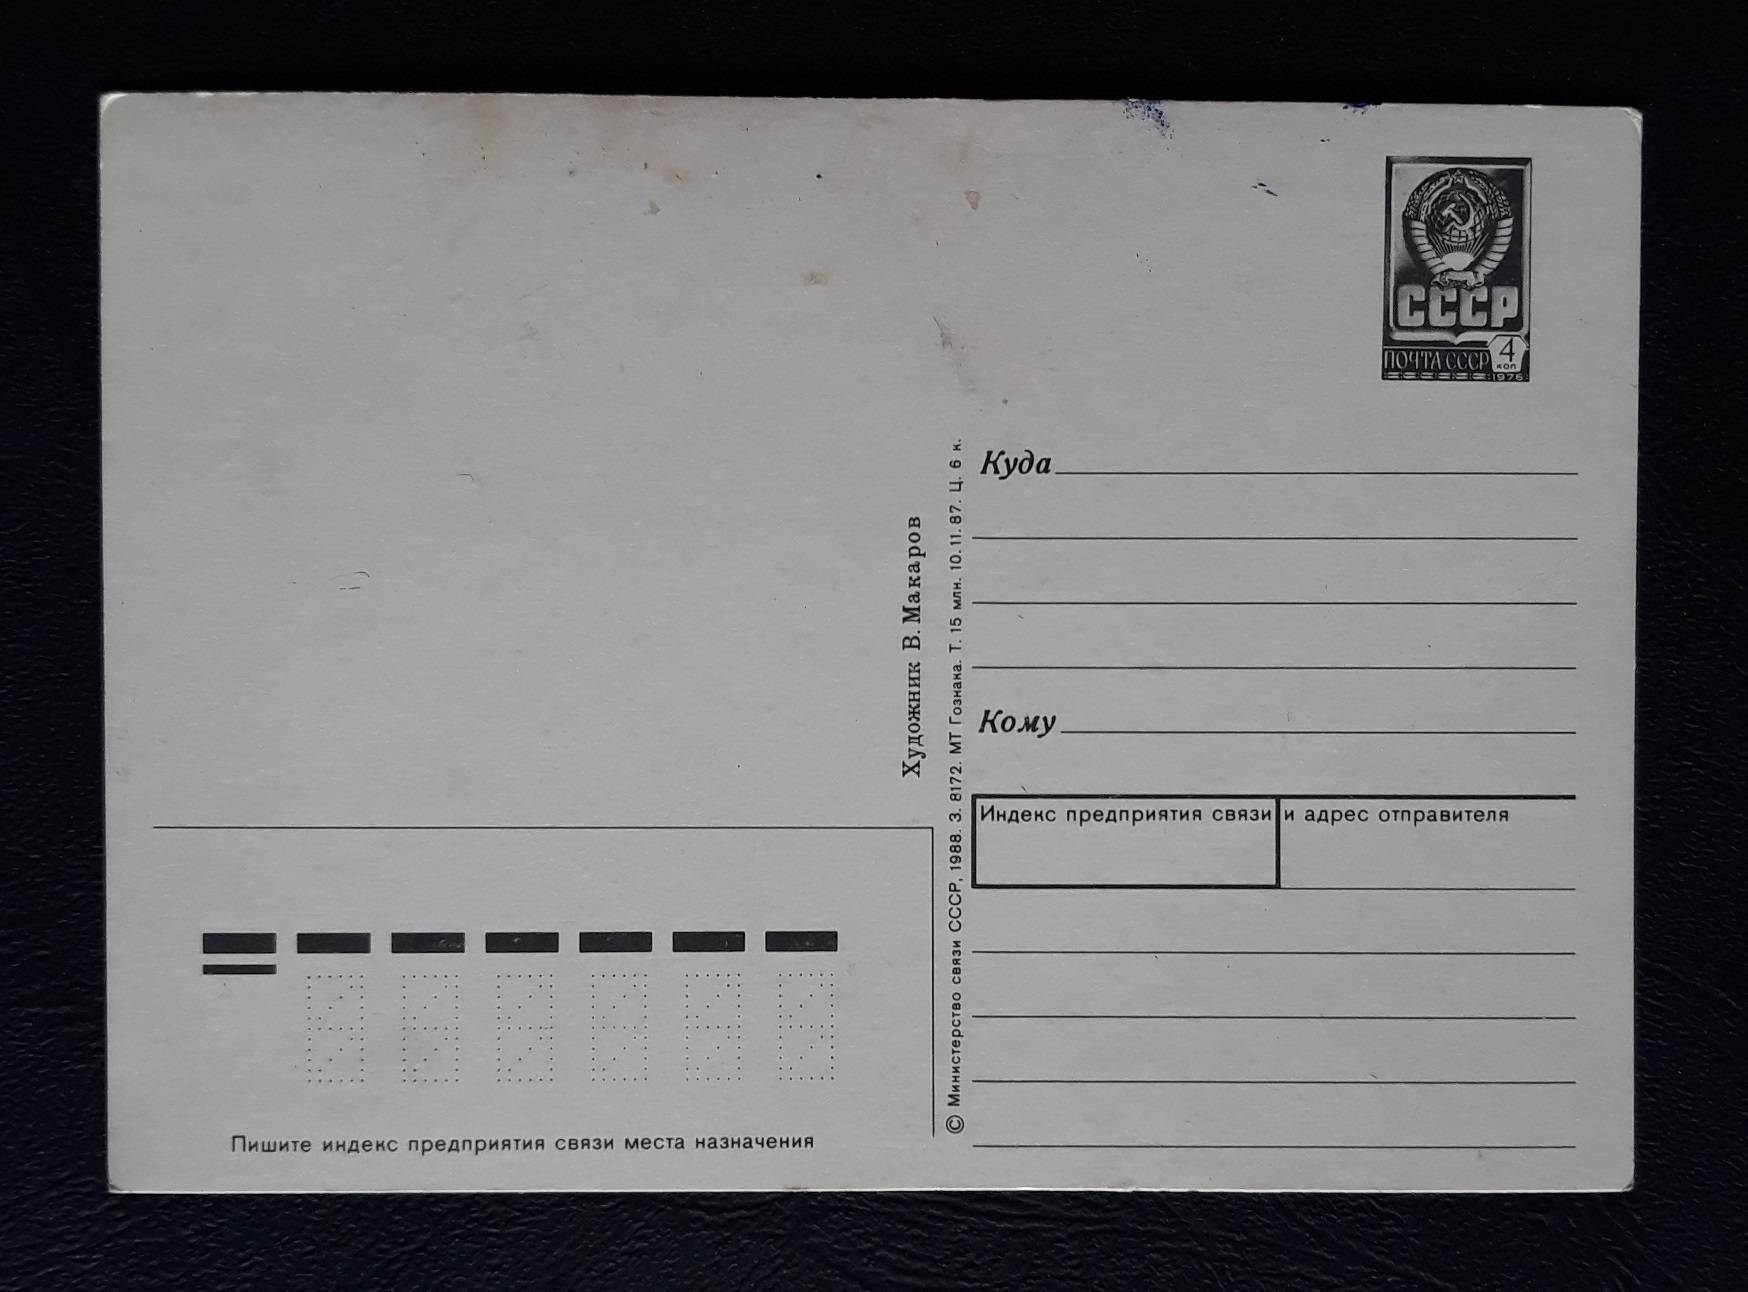 СССР
ПОЧТА СССР 4 КОП
1976
Куда
Кому
Индекс предприятия связи и адрес отправителя
Художник В. Макаров
© Министерство связи СССР, 1988. З. 8172. МТ Гознака. Т. 15 млн. 10.11.87. Ц. 6 к.
Пишите индекс предприятия связи места назначения